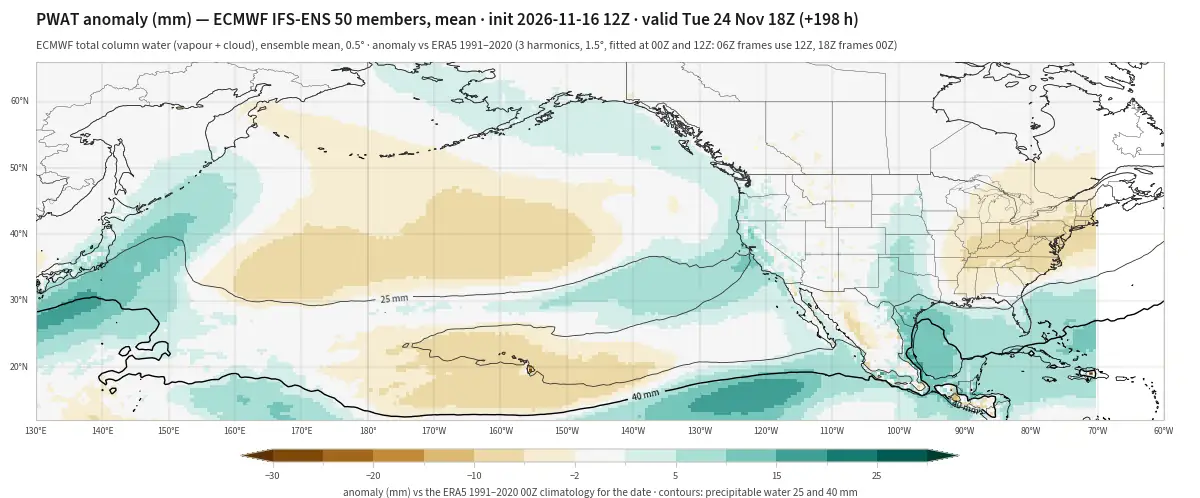 PWAT anomaly (mm) — ECMWF IFS-ENS 50 members, mean · init 2026-11-16 12Z · valid Tue 24 Nov 18Z (+198 h)
ECMWF total column water (vapour + cloud), ensemble mean, 0.5° · anomaly vs ERA5 1991–2020 (3 harmonics, 1.5°, fitted at 00Z and 12Z: 06Z frames use 12Z, 18Z frames 00Z)
60°N
50°N
40°N
30°N
20°N
25 mm
40 mm
40 mm
130°E 140°E 150°E 160°E 170°E 180° 170°W 160°W 150°W 140°W 130°W 120°W 110°W 100°W 90°W 80°W 70°W 60°W
−30 −20 −10 −2 5 15 25
anomaly (mm) vs the ERA5 1991–2020 00Z climatology for the date · contours: precipitable water 25 and 40 mm